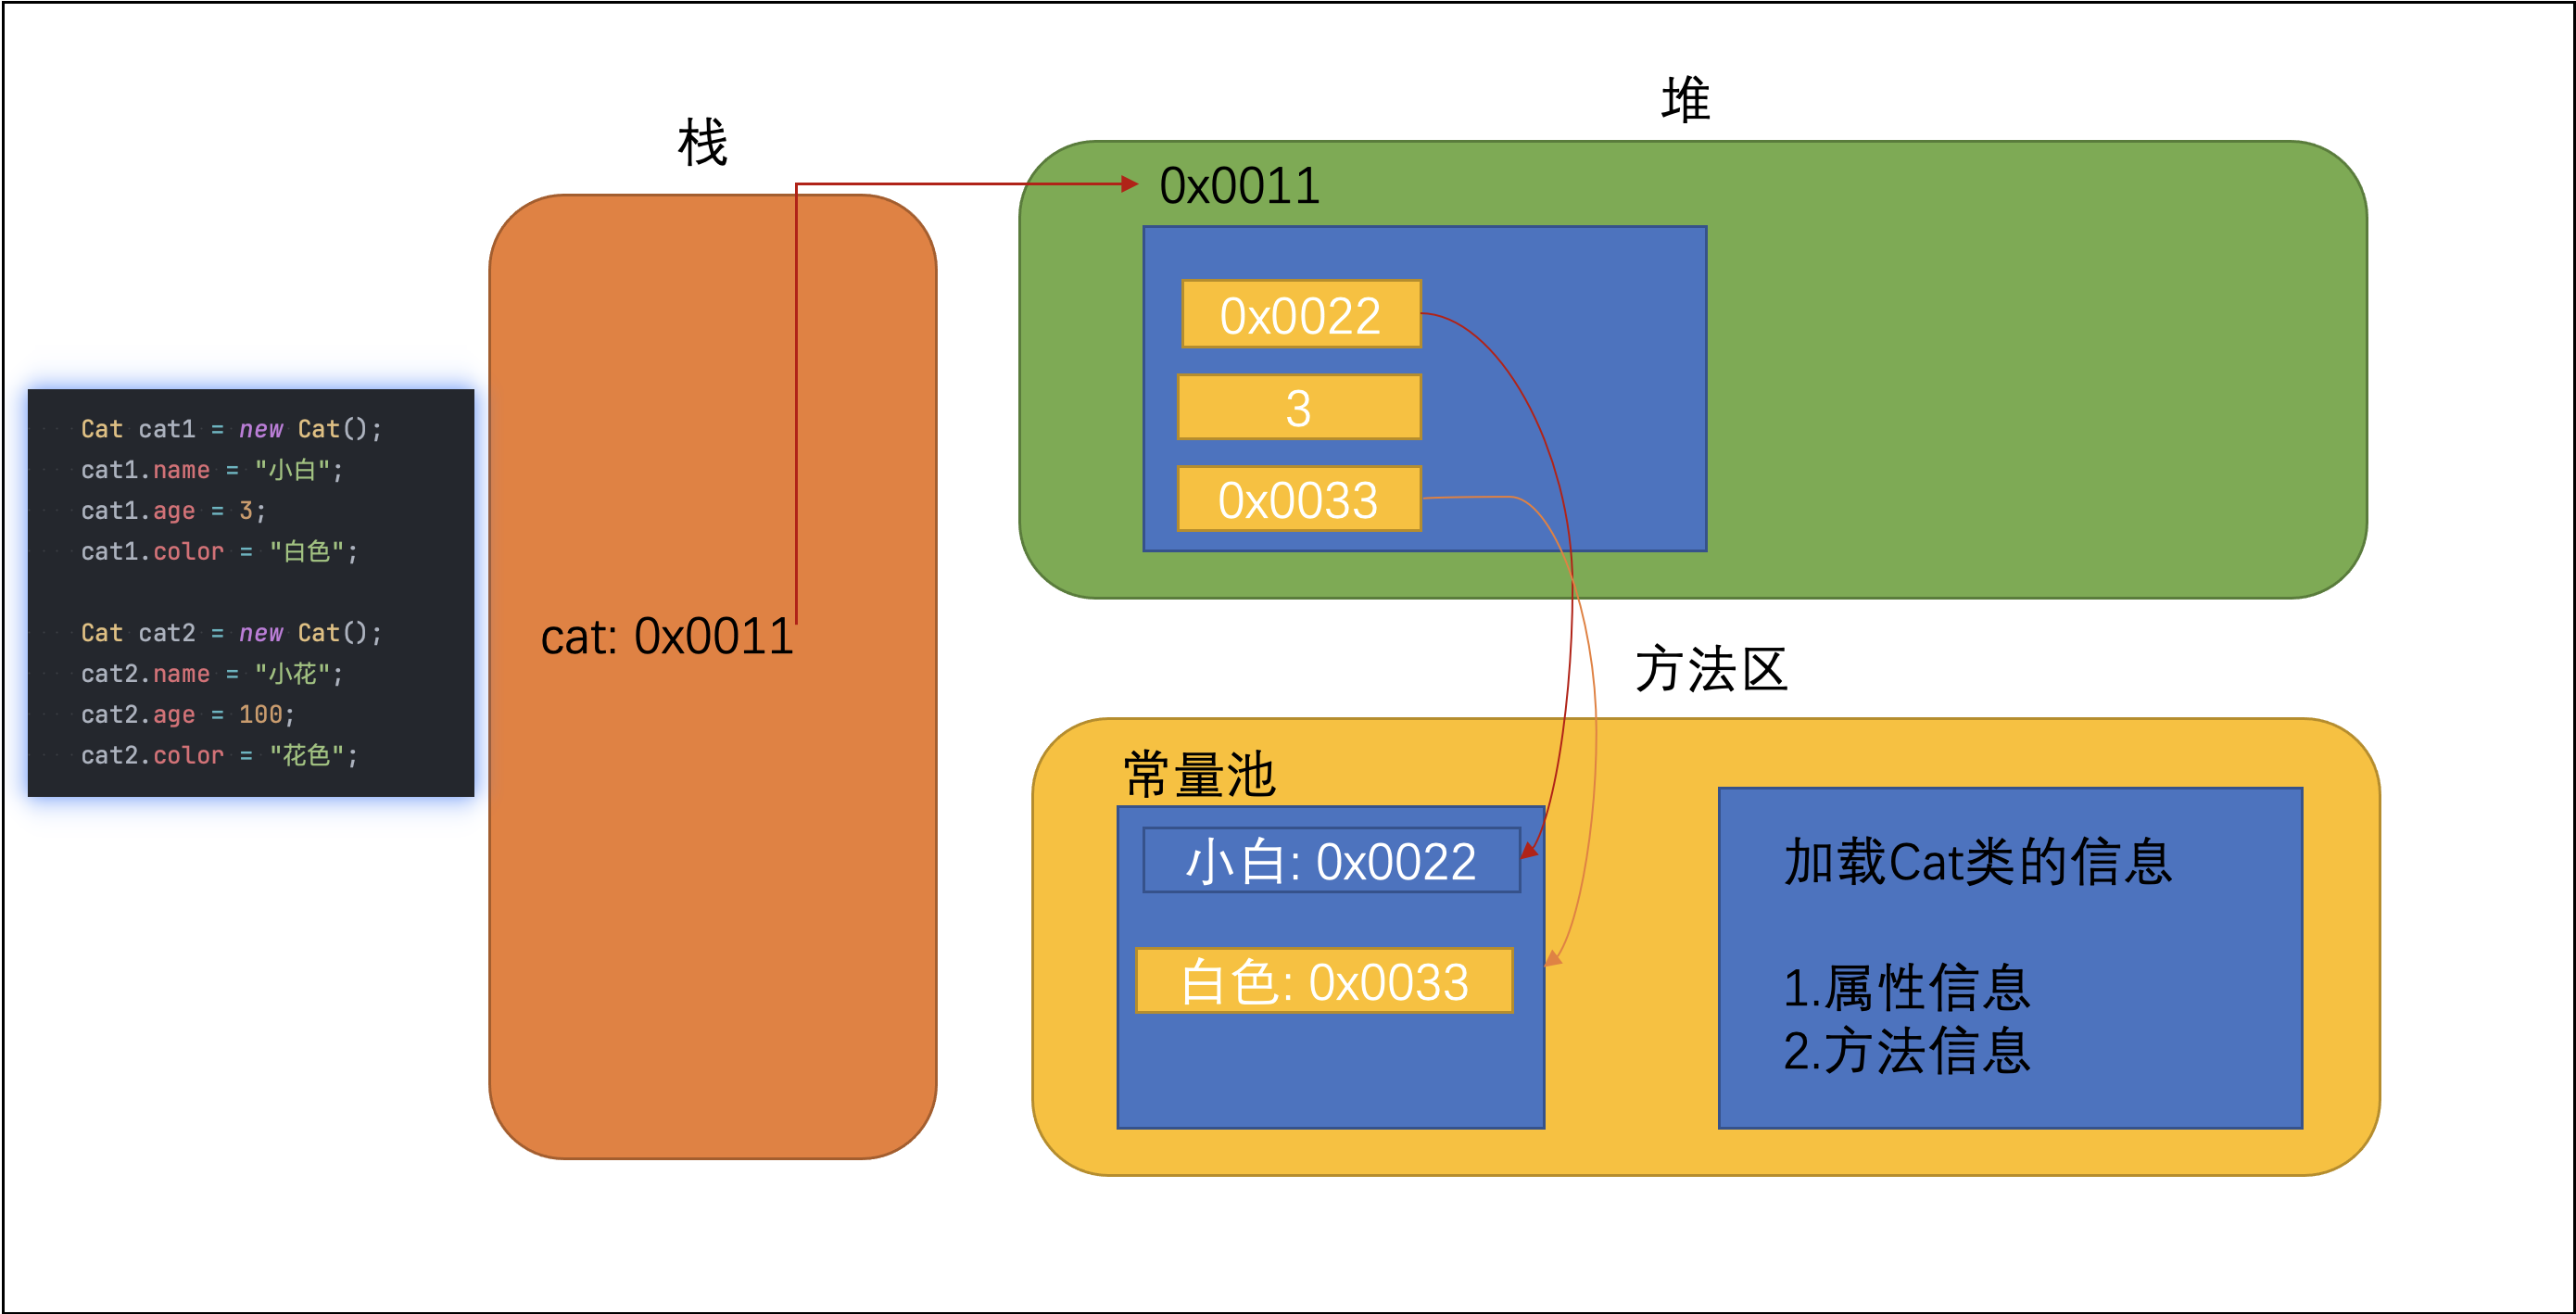 栈
堆
0x0011
0x0022
3
0x0033
Cat cat1 = new Cat();
cat1.name = "小白";
cat1.age = 3;
cat1.color = "白色";
Cat cat2 = new Cat();
cat2.name = "小花";
cat2.age = 100;
cat2.color = "花色";
cat: 0x0011
方法区
常量池
小白: 0x0022
白色: 0x0033
加载Cat类的信息
1.属性信息
2.方法信息